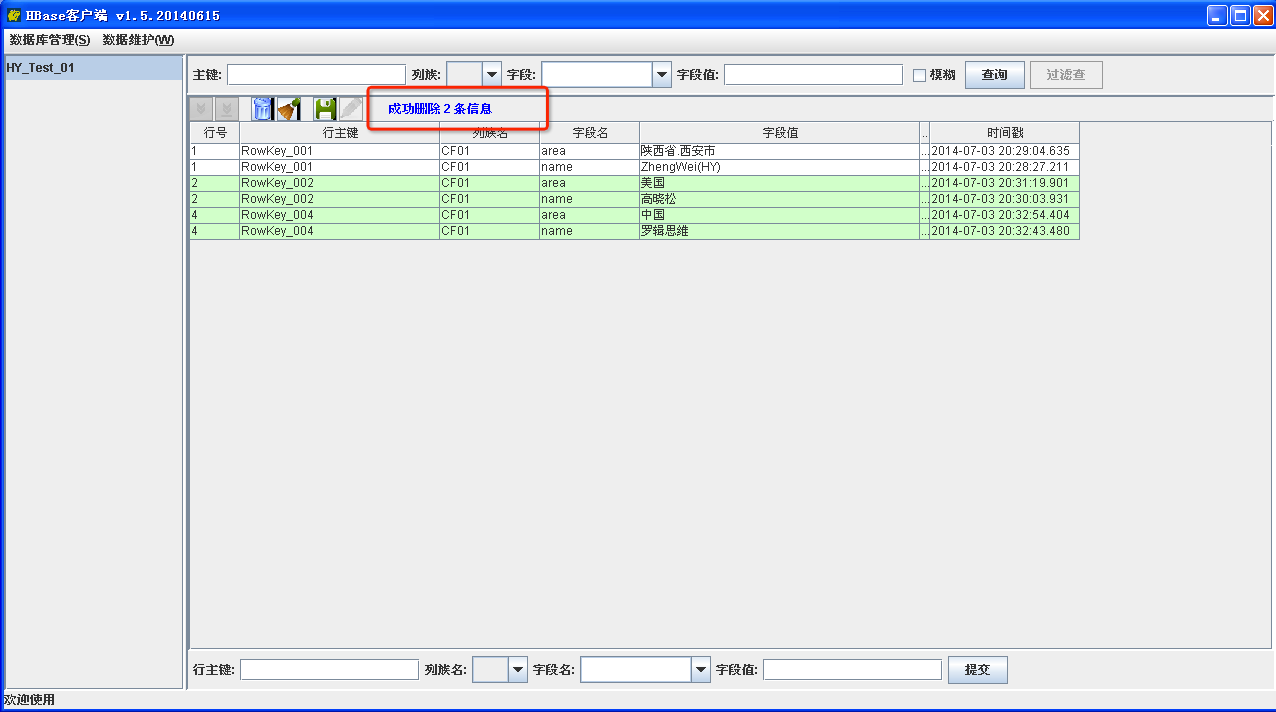 HBase客户端 v1.5.20140615
数据库管理(S) 数据维护(W)
HY_Test_01
主键: 列族: 字段: 字段值: 模糊 查询 过滤查
成功删除 2 条信息
行号 行主键 列族名 字段名 字段值 .. 时间戳
1 RowKey_001 CF01 area 陕西省.西安市 ... 2014-07-03 20:29:04.635
1 RowKey_001 CF01 name ZhengWei(HY) ... 2014-07-03 20:28:27.211
2 RowKey_002 CF01 area 美国 ... 2014-07-03 20:31:19.901
2 RowKey_002 CF01 name 高晓松 ... 2014-07-03 20:30:03.931
4 RowKey_004 CF01 area 中国 ... 2014-07-03 20:32:54.404
4 RowKey_004 CF01 name 罗辑思維 ... 2014-07-03 20:32:43.480
行主键: 列族名: 字段名: 字段值: 提交
欢迎使用